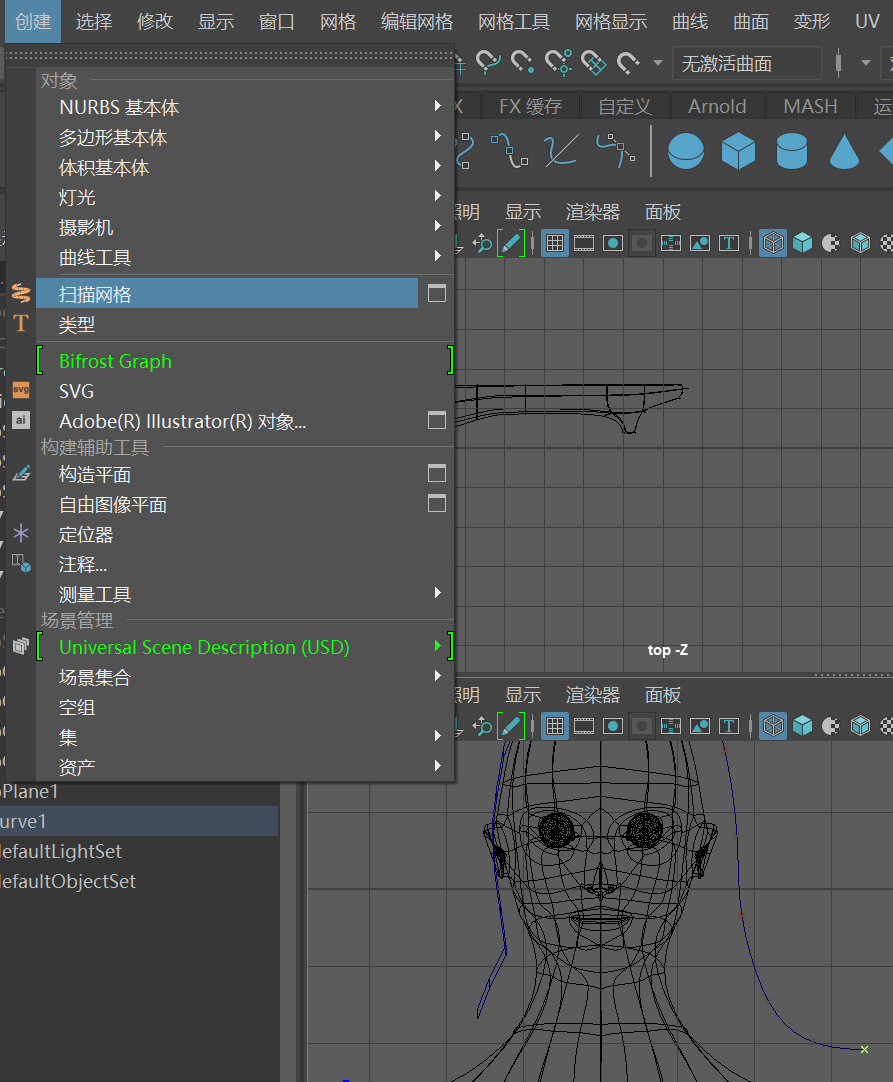 创建 选择 修改 显示 窗口 网格 编辑网格 网格工具 网格显示 曲线 曲面 变形 UV
无激活曲面
对象
NURBS 基本体
多边形基本体
体积基本体
灯光
摄影机
曲线工具
扫描网格
T 类型
Bifrost Graph
svg SVG
ai Adobe(R) Illustrator(R) 对象...
构建辅助工具
构造平面
自由图像平面
定位器
注释...
测量工具
场景管理
Universal Scene Description (USD)
场景集合
空组
集
资产
X FX 缓存 自定义 Arnold MASH 运
照明 显示 渲染器 面板
T
top -Z
照明 显示 渲染器 面板
T
Plane1
urve1
defaultLightSet
defaultObjectSet